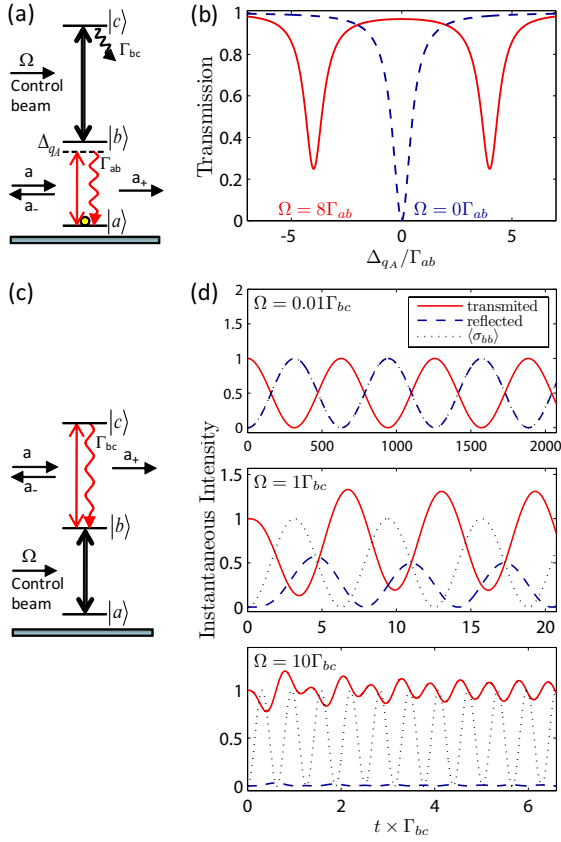 (a)
|c⟩
Γbc
Ω
Control
beam
ΔqA
|b⟩
Γab
a
a-
a+
|a⟩
(b)
Transmission
1
0.8
0.6
0.4
0.2
0
Ω = 8Γab
Ω = 0Γab
-5
0
5
ΔqA/Γab
(c)
|c⟩
Γbc
a
a-
a+
|b⟩
Ω
Control
beam
|a⟩
(d)
Instantaneous Intensity
Ω = 0.01Γbc
transmited
reflected
⟨σbb⟩
2
1.5
1
0.5
0
0
500
1000
1500
2000
Ω = 1Γbc
1.5
1
0.5
0
0
5
10
15
20
Ω = 10Γbc
1.5
1
0.5
0
0
2
4
6
t × Γbc